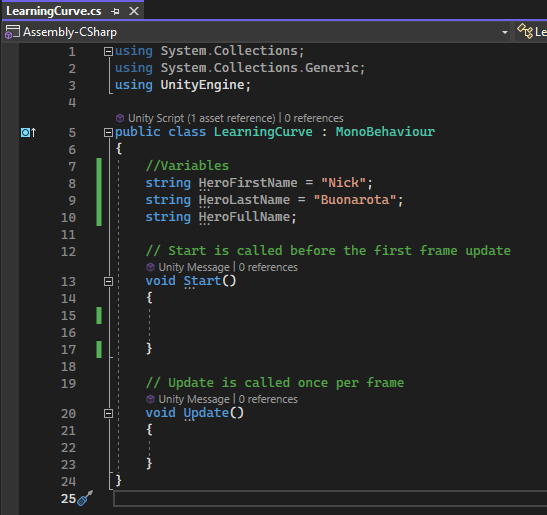 LearningCurve.cs
Assembly-CSharp Le
1 using System.Collections;
2 using System.Collections.Generic;
3 using UnityEngine;
4
Unity Script (1 asset reference) | 0 references
5 public class LearningCurve : MonoBehaviour
6 {
7 //Variables
8 string HeroFirstName = "Nick";
9 string HeroLastName = "Buonarota";
10 string HeroFullName;
11
12 // Start is called before the first frame update
Unity Message | 0 references
13 void Start()
14 {
15
16
17 }
18
19 // Update is called once per frame
Unity Message | 0 references
20 void Update()
21 {
22
23 }
24 }
25